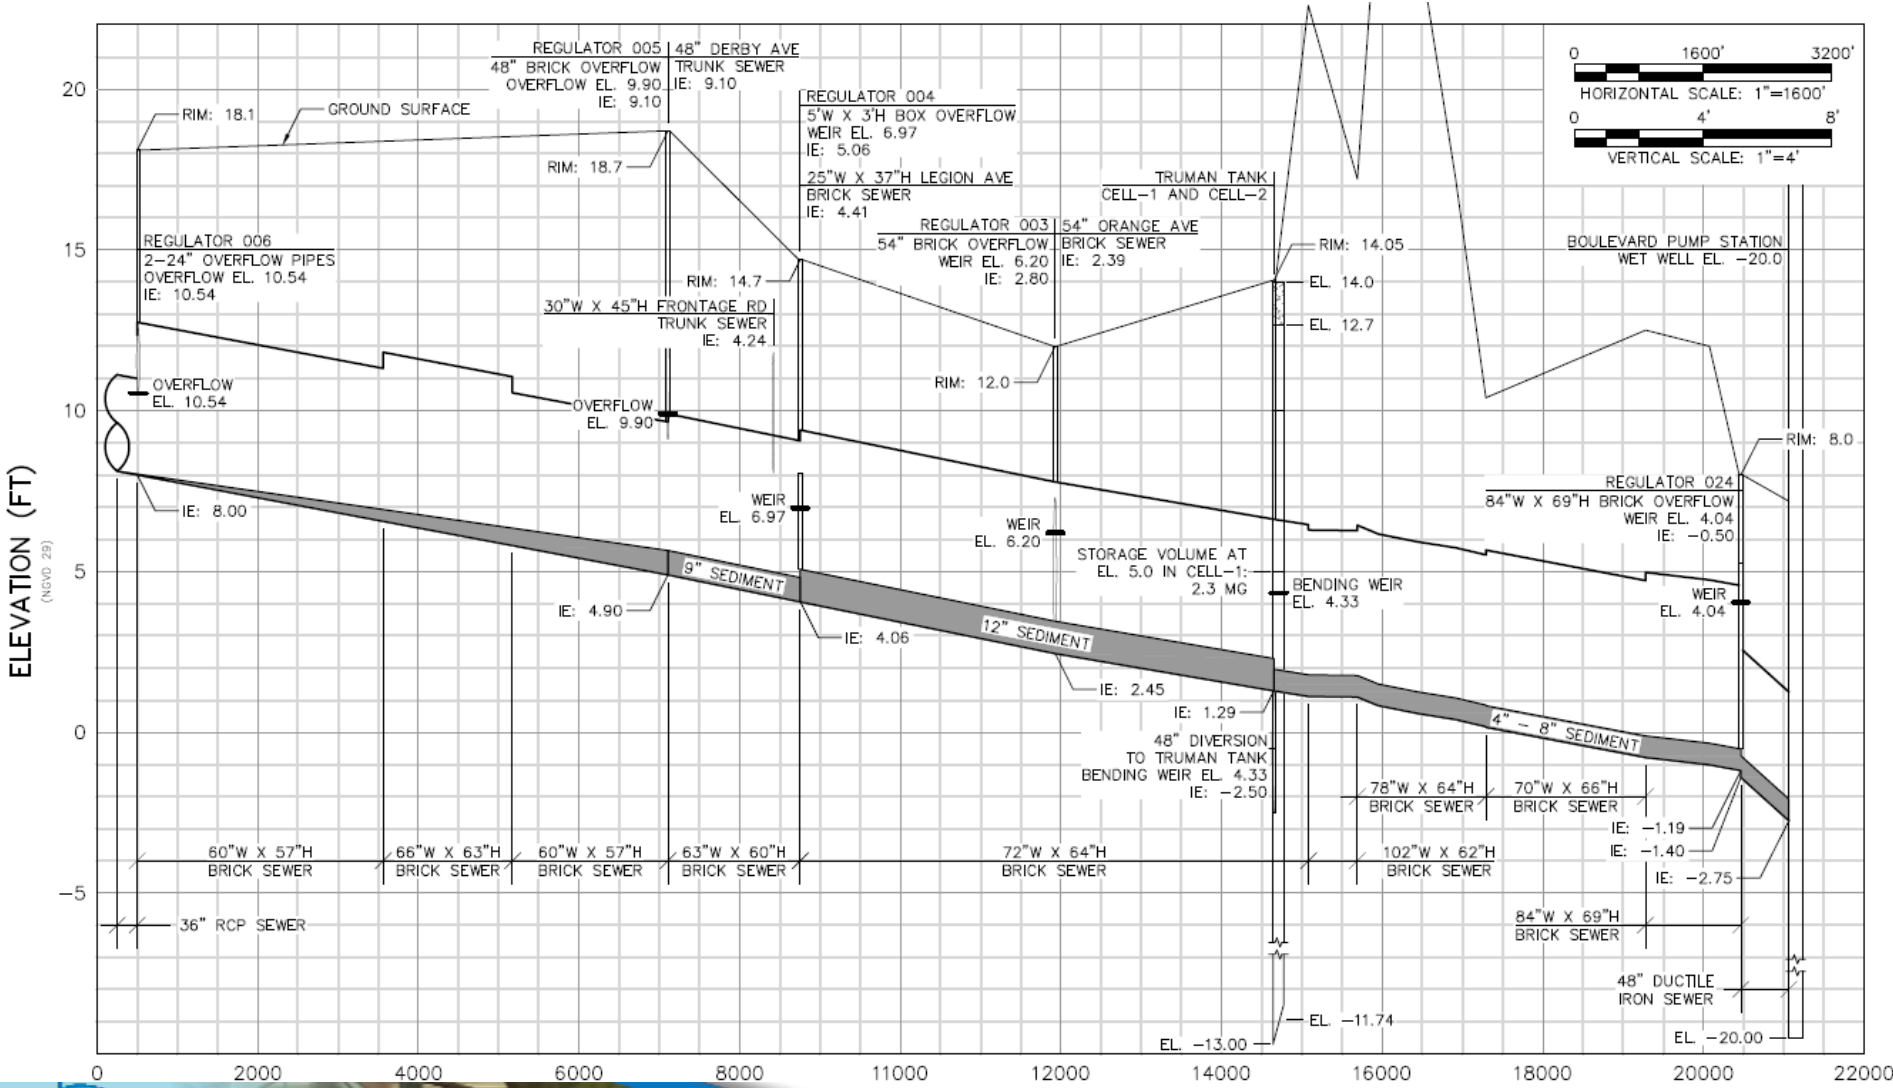 REGULATOR 005
48" BRICK OVERFLOW
OVERFLOW EL. 9.90
IE: 9.10
48" DERBY AVE
TRUNK SEWER
IE: 9.10
0 1600' 3200'
HORIZONTAL SCALE: 1"=1600'
0 4' 8'
VERTICAL SCALE: 1"=4'
RIM: 18.1
GROUND SURFACE
RIM: 18.7
REGULATOR 004
5'W X 3'H BOX OVERFLOW
WEIR EL. 6.97
IE: 5.06
25"W X 37"H LEGION AVE
BRICK SEWER
IE: 4.41
TRUMAN TANK
CELL-1 AND CELL-2
REGULATOR 003
54" BRICK OVERFLOW
WEIR EL. 6.20
IE: 2.80
54" ORANGE AVE
BRICK SEWER
IE: 2.39
RIM: 14.05
EL. 14.0
EL. 12.7
BOULEVARD PUMP STATION
WET WELL EL. -20.0
REGULATOR 006
2-24" OVERFLOW PIPES
OVERFLOW EL. 10.54
IE: 10.54
RIM: 14.7
30"W X 45"H FRONTAGE RD
TRUNK SEWER
IE: 4.24
OVERFLOW
EL. 10.54
OVERFLOW
EL. 9.90
RIM: 12.0
RIM: 8.0
REGULATOR 024
84"W X 69"H BRICK OVERFLOW
WEIR EL. 4.04
IE: -0.50
IE: 8.00
WEIR
EL. 6.97
WEIR
EL. 6.20
STORAGE VOLUME AT
EL. 5.0 IN CELL-1:
2.3 MG
BENDING WEIR
EL. 4.33
WEIR
EL. 4.04
9" SEDIMENT
12" SEDIMENT
4" - 8" SEDIMENT
IE: 4.90
IE: 4.06
IE: 2.45
IE: 1.29
48" DIVERSION
TO TRUMAN TANK
BENDING WEIR EL. 4.33
IE: -2.50
78"W X 64"H
BRICK SEWER
70"W X 66"H
BRICK SEWER
IE: -1.19
IE: -1.40
IE: -2.75
60"W X 57"H
BRICK SEWER
66"W X 63"H
BRICK SEWER
60"W X 57"H
BRICK SEWER
63"W X 60"H
BRICK SEWER
72"W X 64"H
BRICK SEWER
102"W X 62"H
BRICK SEWER
36" RCP SEWER
84"W X 69"H
BRICK SEWER
48" DUCTILE
IRON SEWER
EL. -11.74
EL. -13.00
EL. -20.00
ELEVATION (FT)
(NGVD 29)
20
15
10
5
0
-5
0 2000 4000 6000 8000 11000 12000 14000 16000 18000 20000 22000